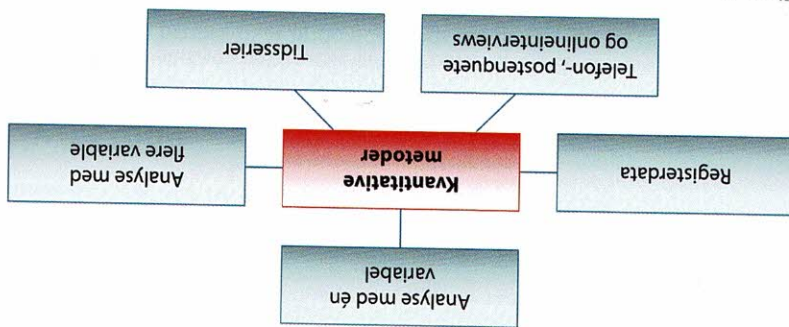 Telefon-, postenquete
og onlineinterviews
Tidsserier
Registerdata
Kvantitative
metoder
Analyse med
flere variable
Analyse med én
variabel